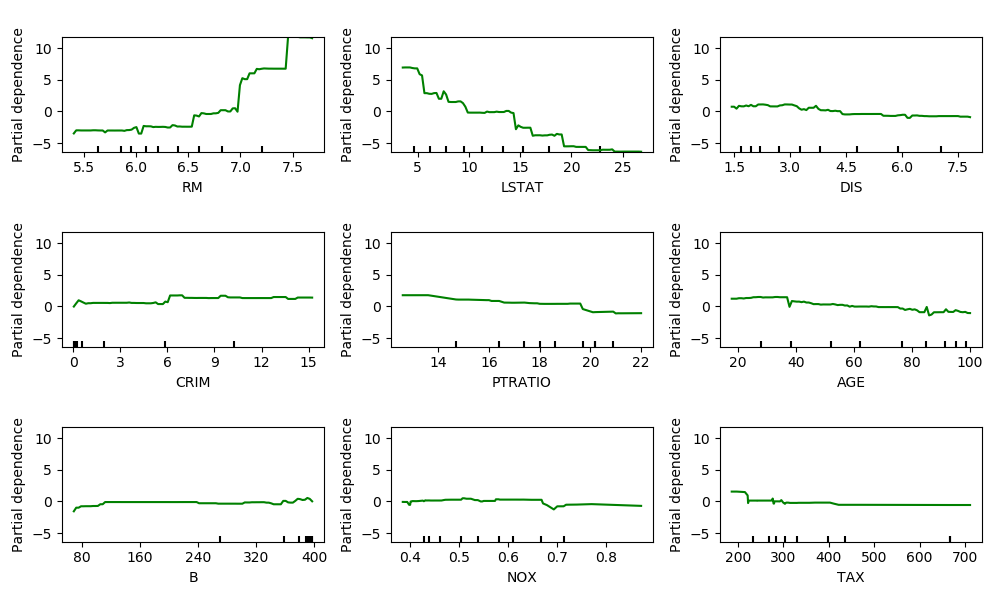 Partial dependence
10
5
0
−5
5.5 6.0 6.5 7.0 7.5
RM
Partial dependence
10
5
0
−5
5 10 15 20 25
LSTAT
Partial dependence
10
5
0
−5
1.5 3.0 4.5 6.0 7.5
DIS
Partial dependence
10
5
0
−5
0 3 6 9 12 15
CRIM
Partial dependence
10
5
0
−5
14 16 18 20 22
PTRATIO
Partial dependence
10
5
0
−5
20 40 60 80 100
AGE
Partial dependence
10
5
0
−5
80 160 240 320 400
B
Partial dependence
10
5
0
−5
0.4 0.5 0.6 0.7 0.8
NOX
Partial dependence
10
5
0
−5
200 300 400 500 600 700
TAX